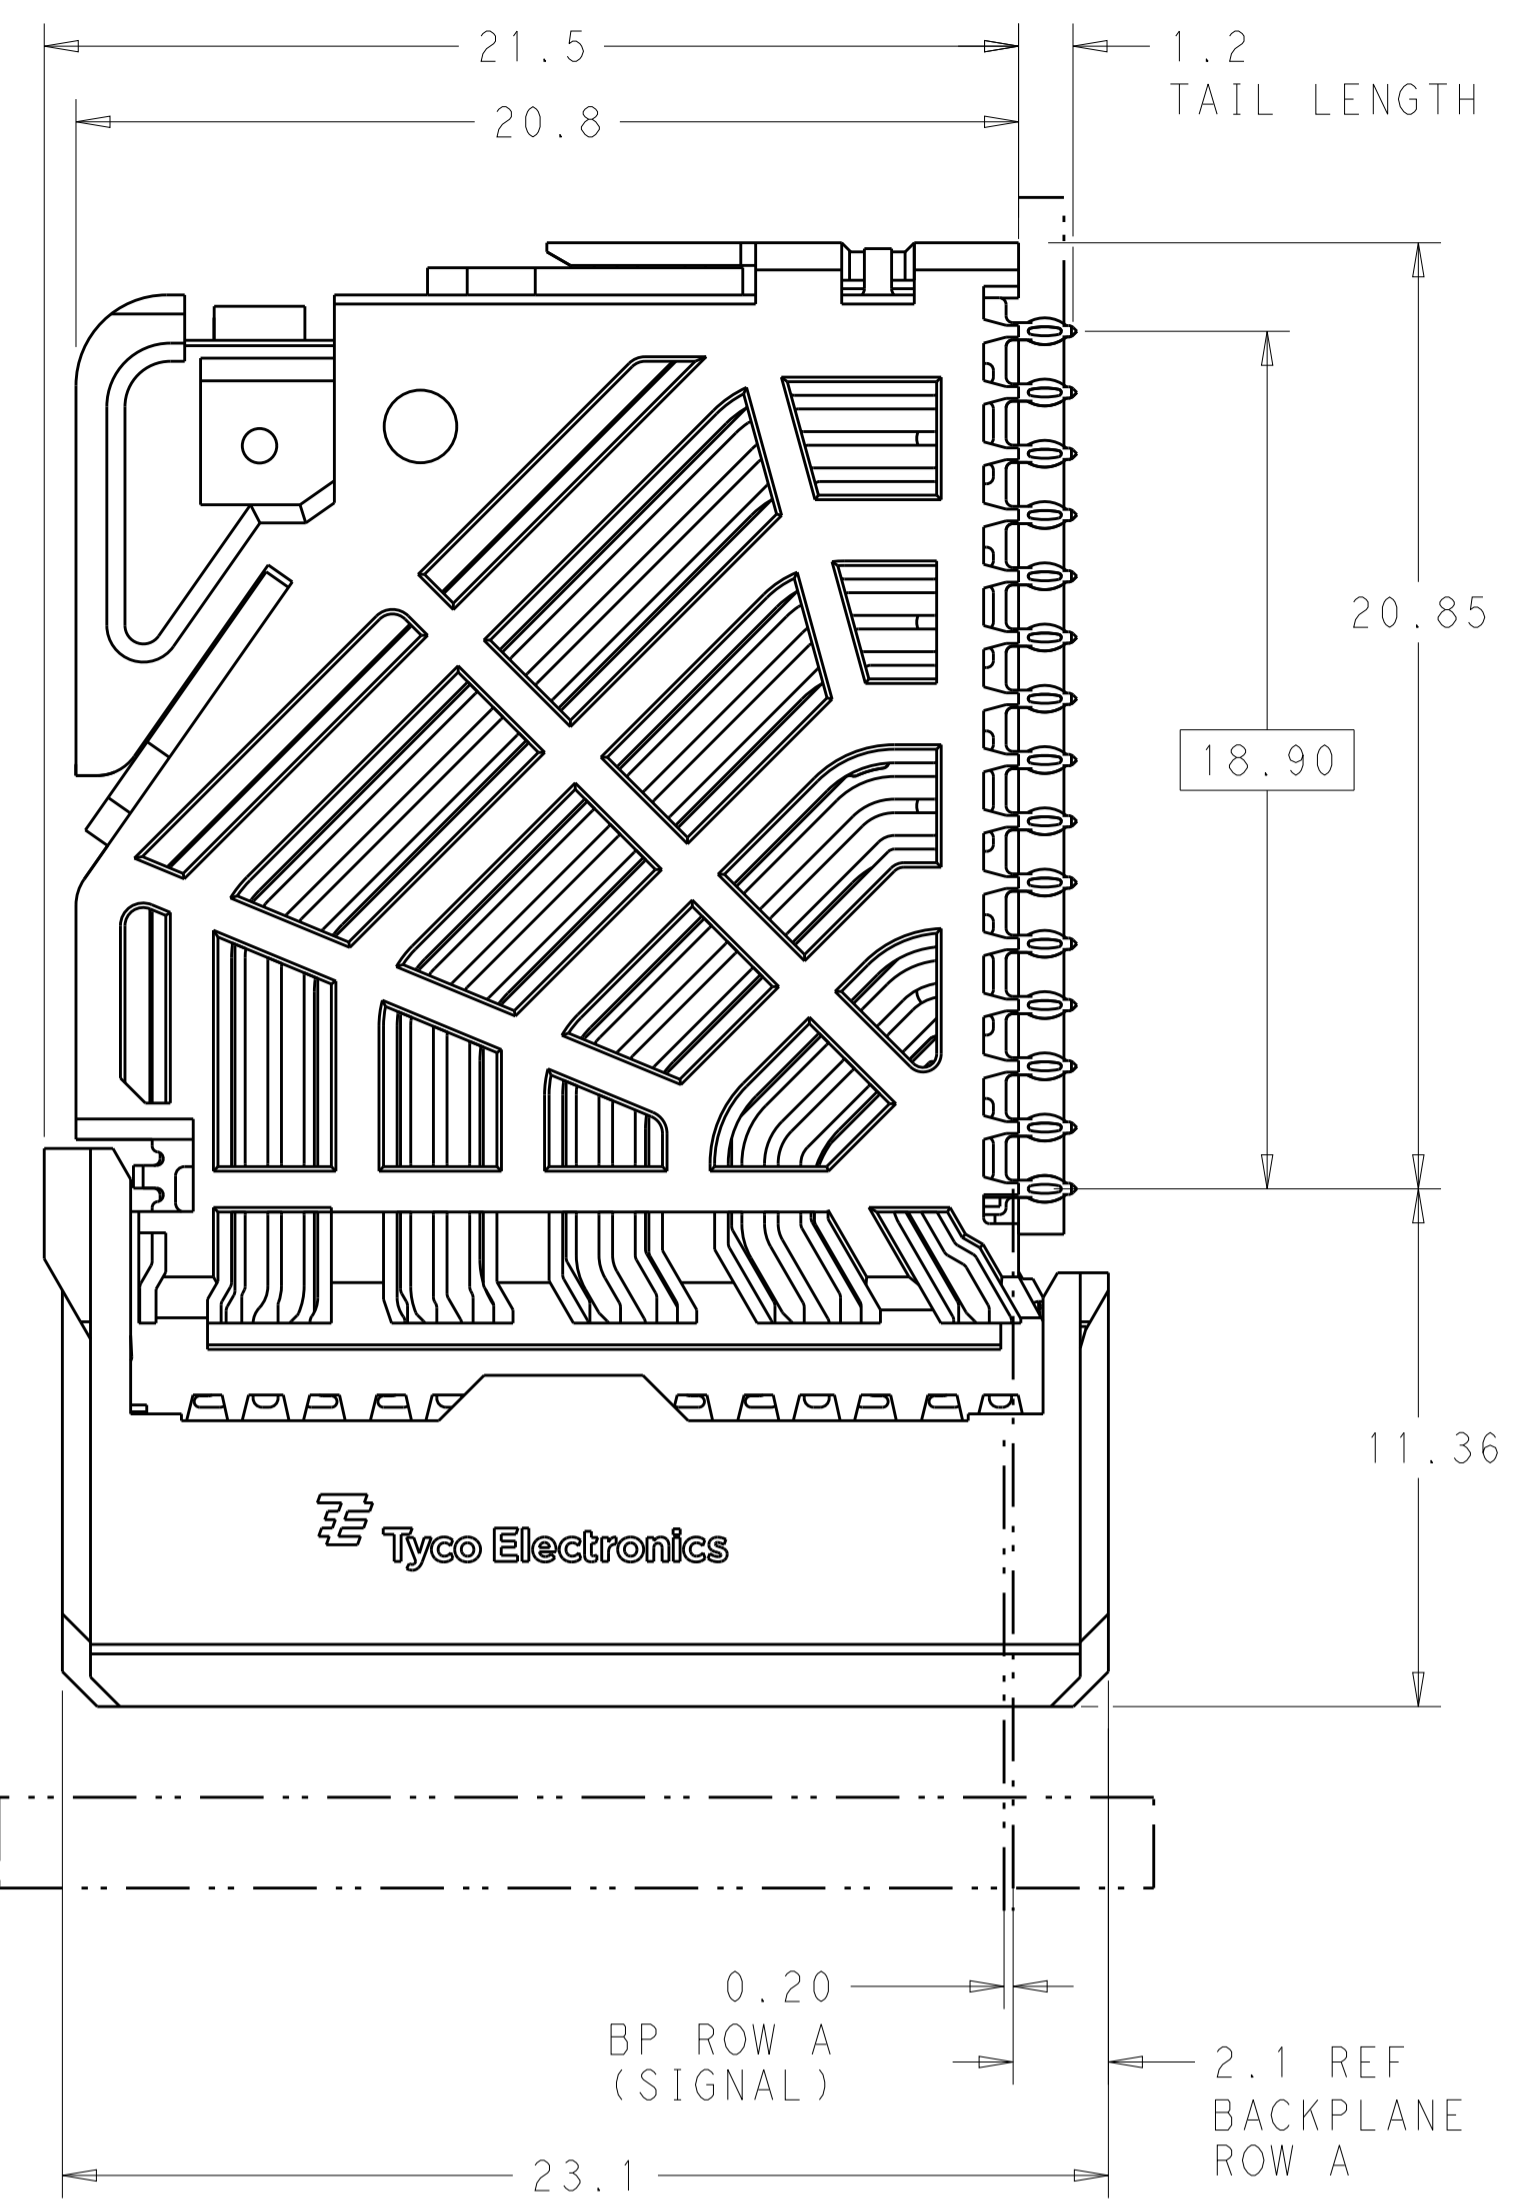 21.5
1.2
TAIL LENGTH
20.8
20.85
18.90
11.36
Tyco Electronics
0.20
BP ROW A
(SIGNAL)
2.1 REF
BACKPLANE
ROW A
23.1